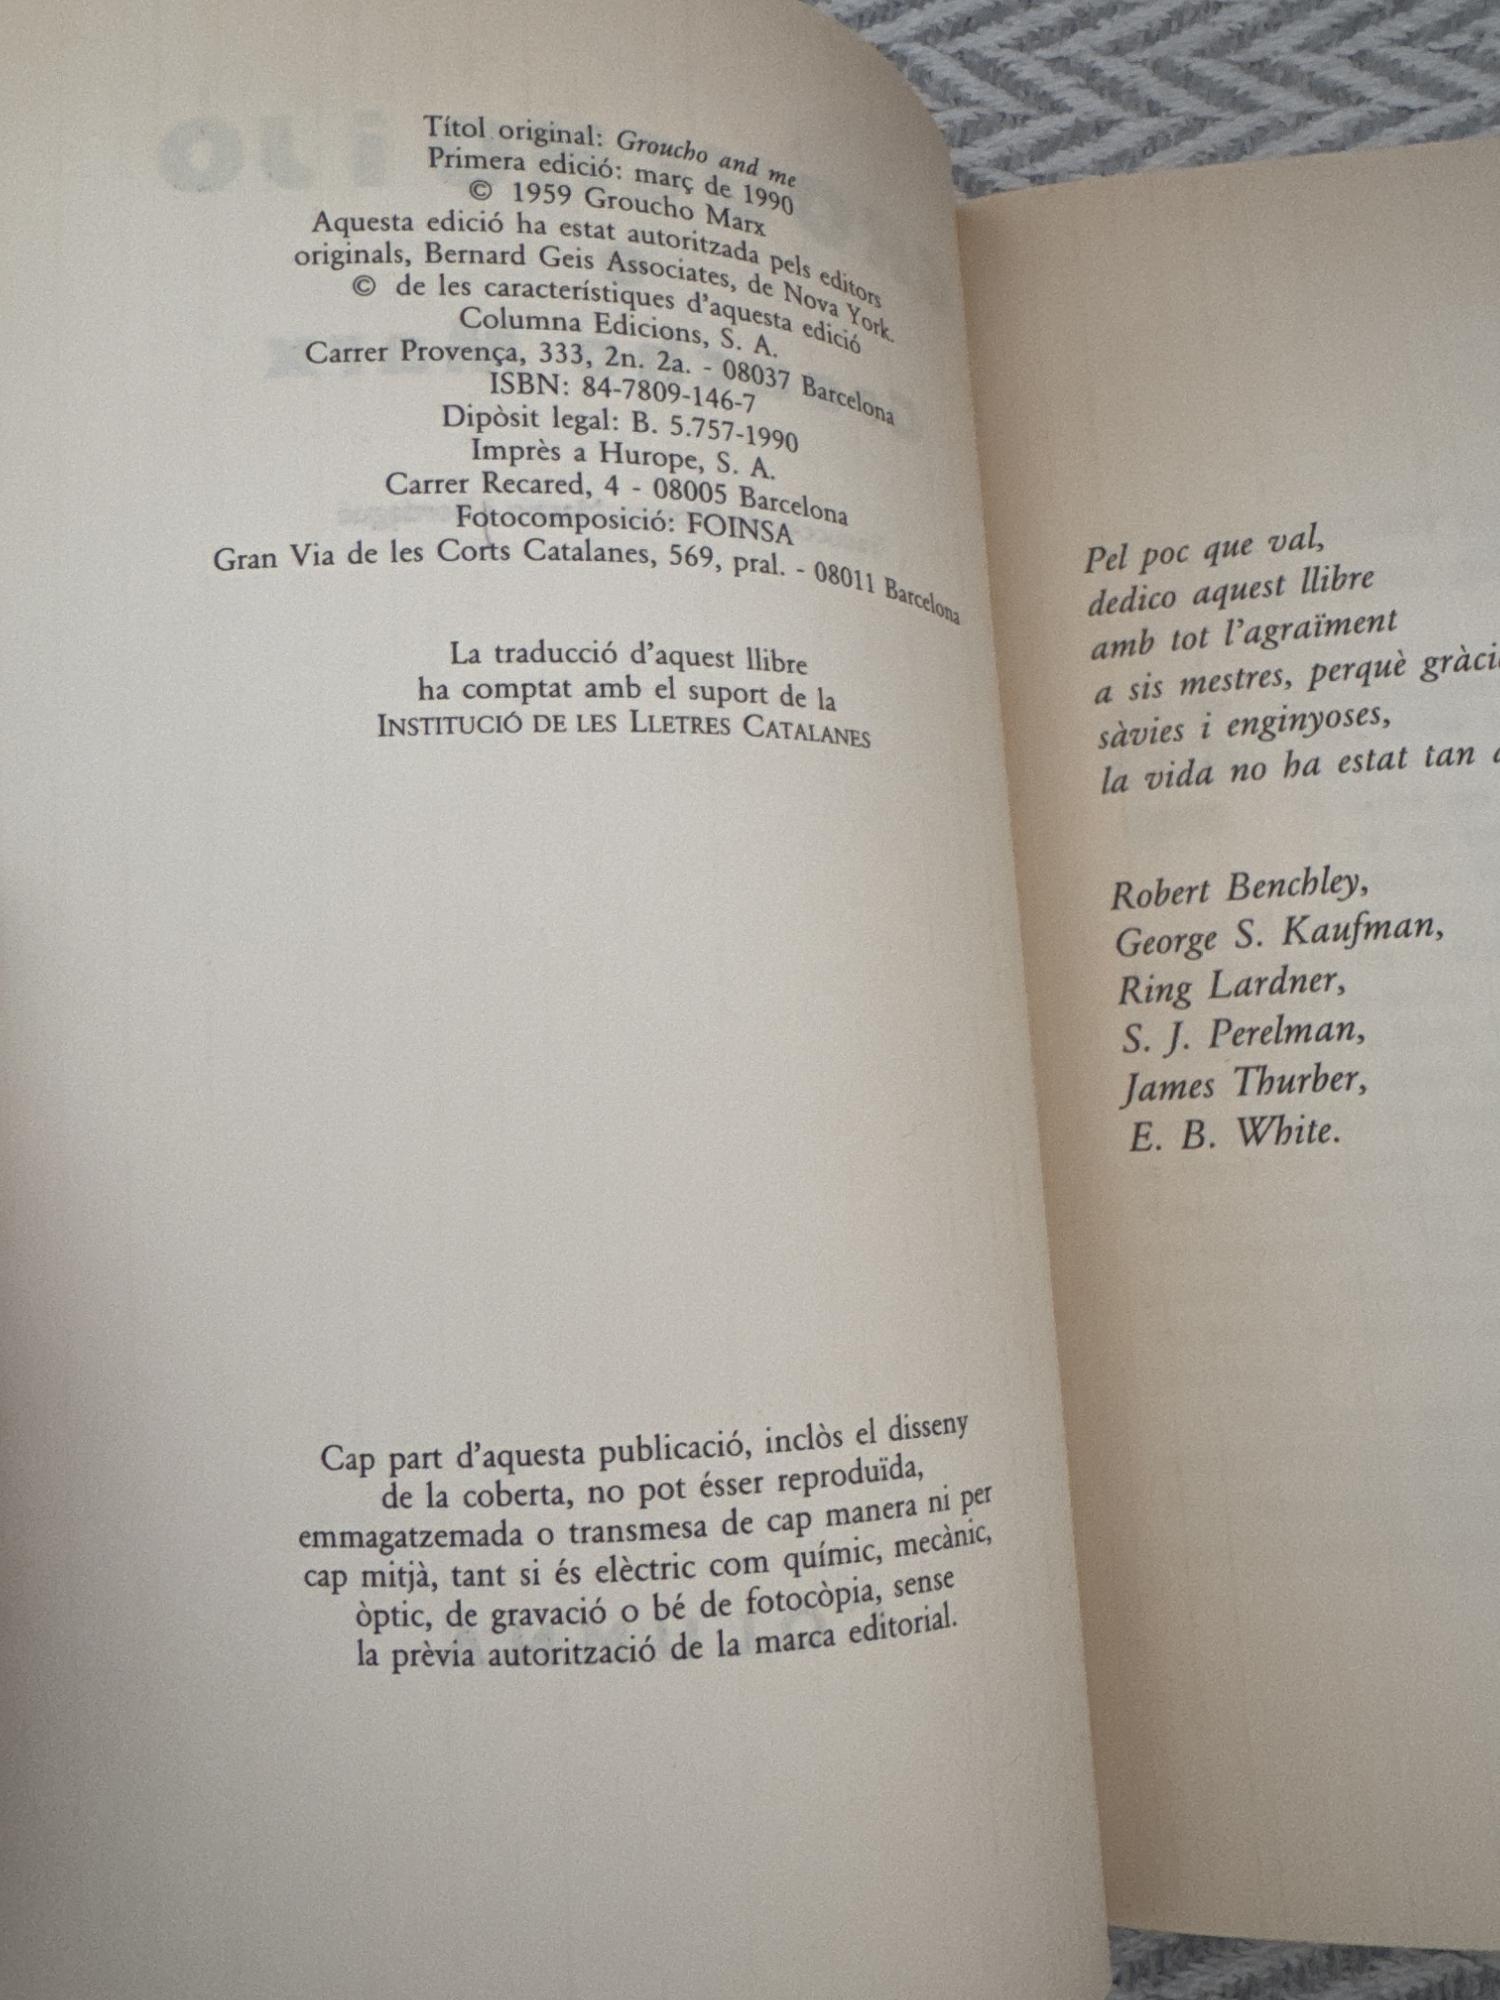 Títol original: Groucho and me
Primera edició: març de 1990
© 1959 Groucho Marx
Aquesta edició ha estat autoritzada pels editors
originals, Bernard Geis Associates, de Nova York.
© de les característiques d'aquesta edició
Columna Edicions, S. A.
Carrer Provença, 333, 2n. 2a. - 08037 Barcelona
ISBN: 84-7809-146-7
Dipòsit legal: B. 5.757-1990
Imprès a Hurope, S. A.
Carrer Recared, 4 - 08005 Barcelona
Fotocomposició: FOINSA
Gran Via de les Corts Catalanes, 569, pral. - 08011 Barcelona
La traducció d'aquest llibre
ha comptat amb el suport de la
INSTITUCIÓ DE LES LLETRES CATALANES
Cap part d'aquesta publicació, inclòs el disseny
de la coberta, no pot ésser reproduïda,
emmagatzemada o transmesa de cap manera ni per
cap mitjà, tant si és elèctric com químic, mecànic,
òptic, de gravació o bé de fotocòpia, sense
la prèvia autorització de la marca editorial.
Pel poc que val,
dedico aquest llibre
amb tot l'agraïment
a sis mestres, perquè
sàvies i enginyoses,
la vida no ha estat tan
Robert Benchley,
George S. Kaufman,
Ring Lardner,
S. J. Perelman,
James Thurber,
E. B. White.